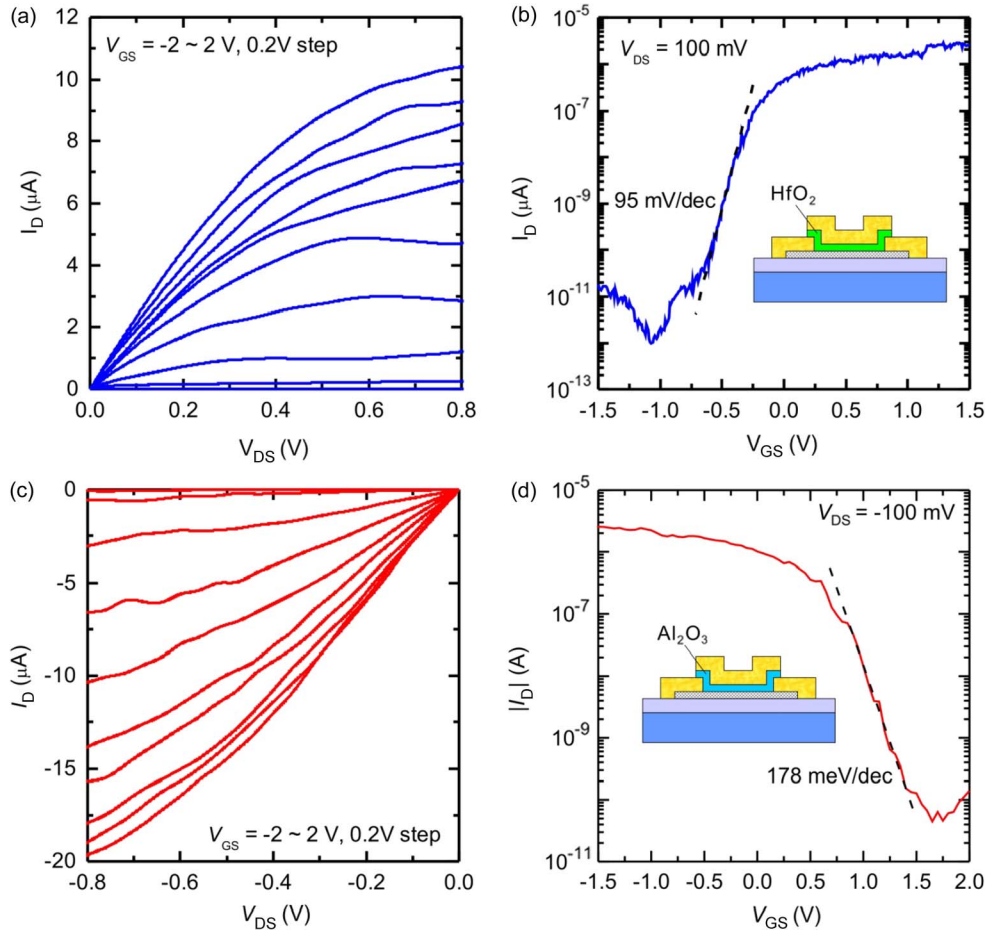 (a)
V_GS = -2 ~ 2 V, 0.2V step
12
10
8
6
4
2
0
I_D (μA)
0.0 0.2 0.4 0.6 0.8
V_DS (V)
(b)
V_DS = 100 mV
10⁻⁵
10⁻⁷
10⁻⁹
10⁻¹¹
10⁻¹³
I_D (μA)
95 mV/dec
HfO₂
-1.5 -1.0 -0.5 0.0 0.5 1.0 1.5
V_GS (V)
(c)
0
-5
-10
-15
-20
I_D (μA)
V_GS = -2 ~ 2 V, 0.2V step
-0.8 -0.6 -0.4 -0.2 0.0
V_DS (V)
(d)
V_DS = -100 mV
10⁻⁵
10⁻⁷
10⁻⁹
10⁻¹¹
|I_D| (A)
Al₂O₃
178 meV/dec
-1.5 -1.0 -0.5 0.0 0.5 1.0 1.5 2.0
V_GS (V)